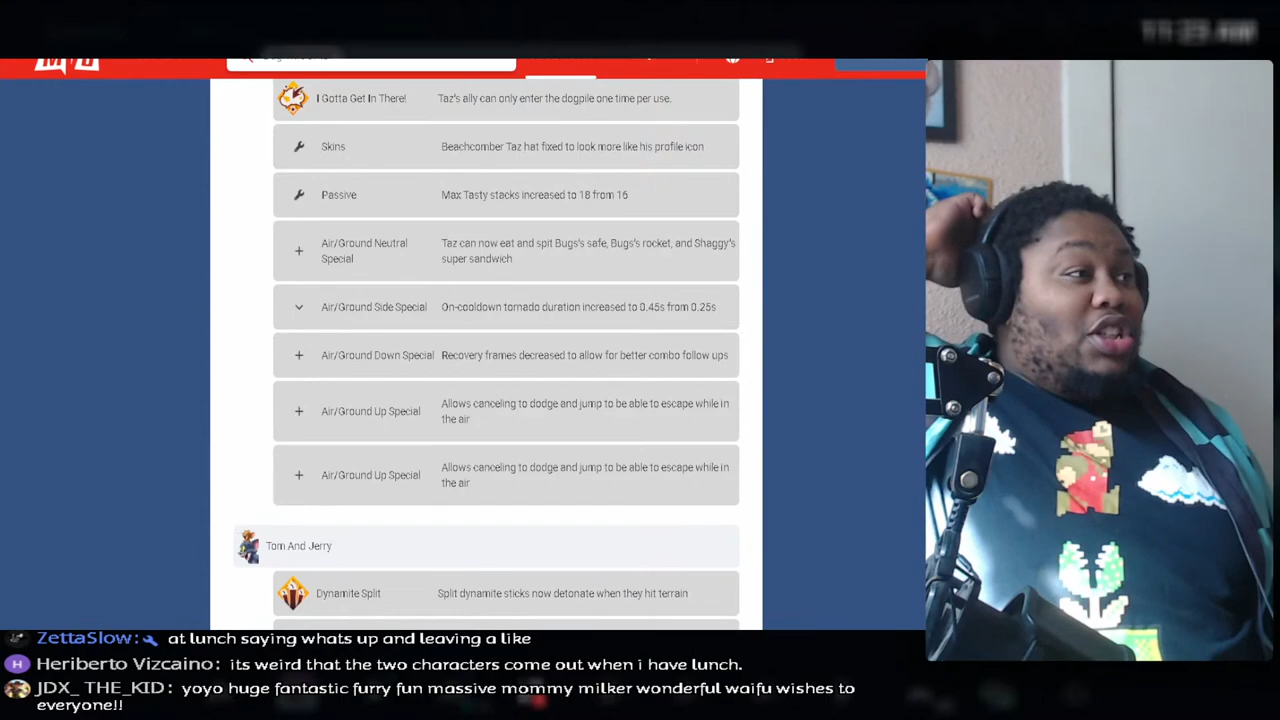 11:23 AM
I Gotta Get In There!
Taz's ally can only enter the dogpile one time per use.
Skins
Beachcomber Taz hat fixed to look more like his profile icon
Passive
Max Tasty stacks increased to 18 from 16
Air/Ground Neutral
Special
Taz can now eat and spit Bugs's safe, Bugs's rocket, and Shaggy's
super sandwich
Air/Ground Side Special
On-cooldown tornado duration increased to 0.45s from 0.25s
Air/Ground Down Special
Recovery frames decreased to allow for better combo follow ups
Air/Ground Up Special
Allows canceling to dodge and jump to be able to escape while in
the air
Air/Ground Up Special
Allows canceling to dodge and jump to be able to escape while in
the air
Tom And Jerry
Dynamite Split
Split dynamite sticks now detonate when they hit terrain
ZettaSlow: at lunch saying whats up and leaving a like
H Heriberto Vizcaino: its weird that the two characters come out when i have lunch.
JDX_ THE_KID: yoyo huge fantastic furry fun massive mommy milker wonderful waifu wishes to
everyone!!